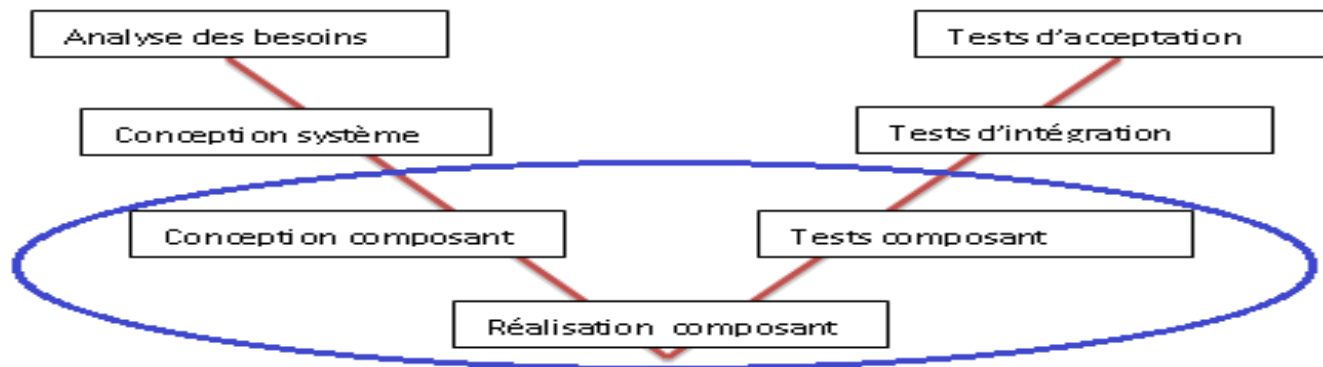 Analyse des besoins
Tests d'acceptation
Conception système
Tests d'intégration
Conception composant
Tests composant
Réalisation composant